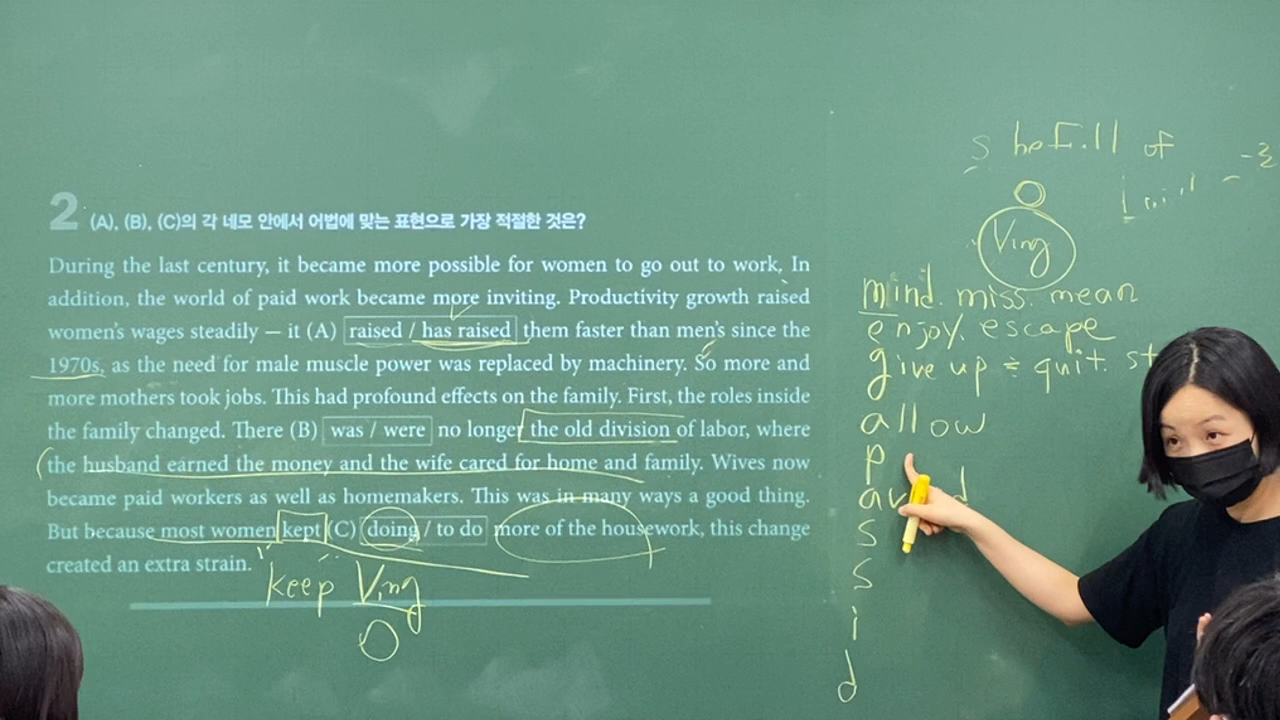 2 (A), (B), (C)의 각 네모 안에서 어법에 맞는 표현으로 가장 적절한 것은?
During the last century, it became more possible for women to go out to work. In
addition, the world of paid work became more inviting. Productivity growth raised
women's wages steadily — it (A) raised / has raised them faster than men's since the
1970s, as the need for male muscle power was replaced by machinery. So more and
more mothers took jobs. This had profound effects on the family. First, the roles inside
the family changed. There (B) was / were no longer the old division of labor, where
the husband earned the money and the wife cared for home and family. Wives now
became paid workers as well as homemakers. This was in many ways a good thing.
But because most women kept (C) doing / to do more of the housework, this change
created an extra strain.
keep Ving
O
S of
O
Ving
mind. miss. mean
enjoy. escape
give up = quit. st
allow
p
av d
s
s
i
d